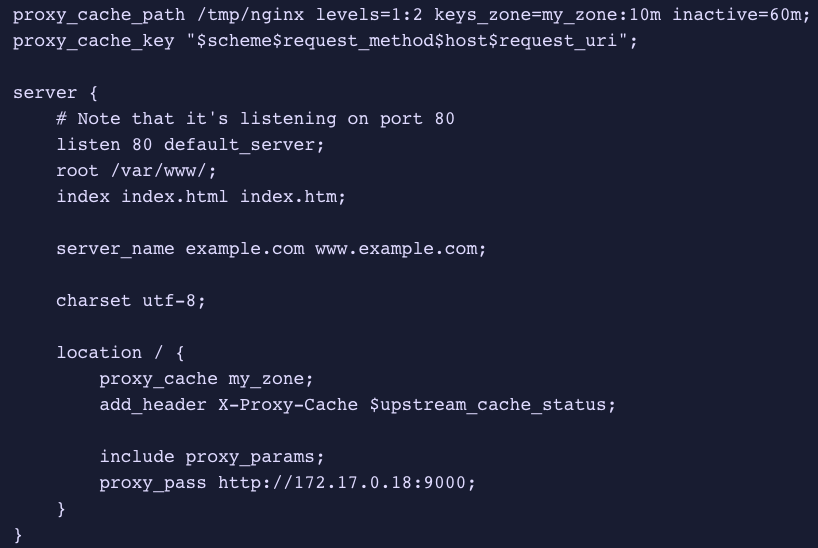 proxy_cache_path /tmp/nginx levels=1:2 keys_zone=my_zone:10m inactive=60m;
proxy_cache_key "$scheme$request_method$host$request_uri";

server {
    # Note that it's listening on port 80
    listen 80 default_server;
    root /var/www/;
    index index.html index.htm;

    server_name example.com www.example.com;

    charset utf-8;

    location / {
        proxy_cache my_zone;
        add_header X-Proxy-Cache $upstream_cache_status;

        include proxy_params;
        proxy_pass http://172.17.0.18:9000;
    }
}